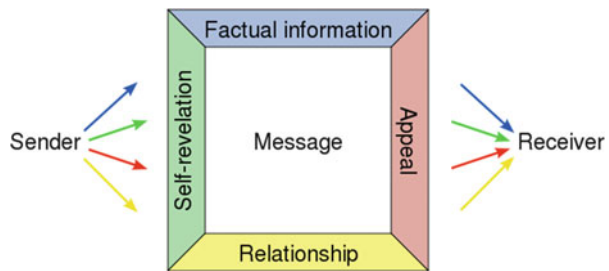 Factual information
Sender
Self-revelation
Message
Appeal
Receiver
Relationship